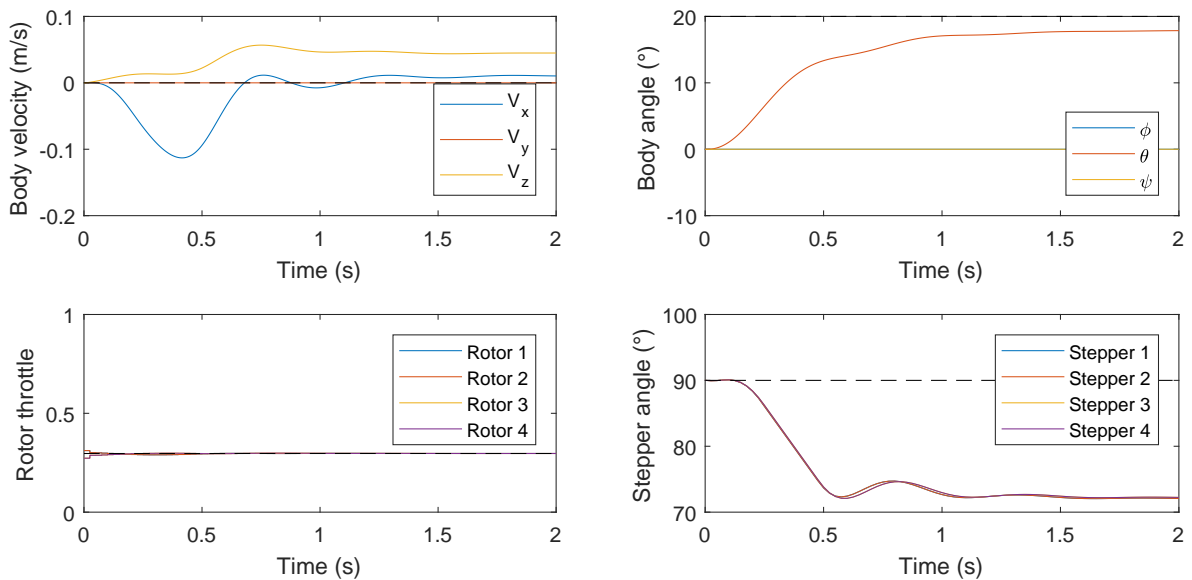 Body velocity (m/s)
0.1
0
-0.1
-0.2
V_x
V_y
V_z
0
0.5
1
1.5
2
Time (s)
Body angle (°)
20
10
0
-10
ϕ
θ
ψ
0
0.5
1
1.5
2
Time (s)
Rotor throttle
1
0.5
0
Rotor 1
Rotor 2
Rotor 3
Rotor 4
0
0.5
1
1.5
2
Time (s)
Stepper angle (°)
100
90
80
70
Stepper 1
Stepper 2
Stepper 3
Stepper 4
0
0.5
1
1.5
2
Time (s)